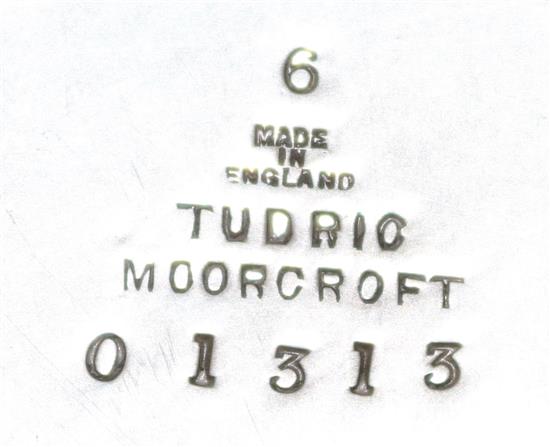 6
MADE
IN
ENGLAND
TUDRIC
MOORCROFT
01313